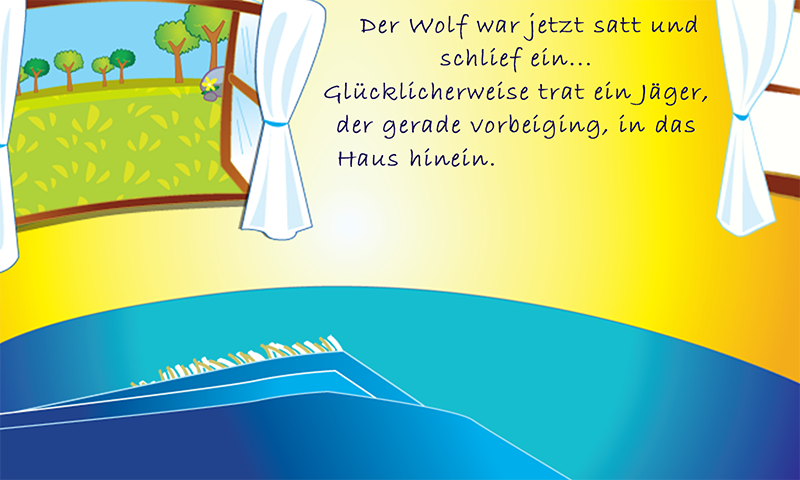 Der Wolf war jetzt satt und
schlief ein...
Glücklicherweise trat ein Jäger,
der gerade vorbeiging, in das
Haus hinein.